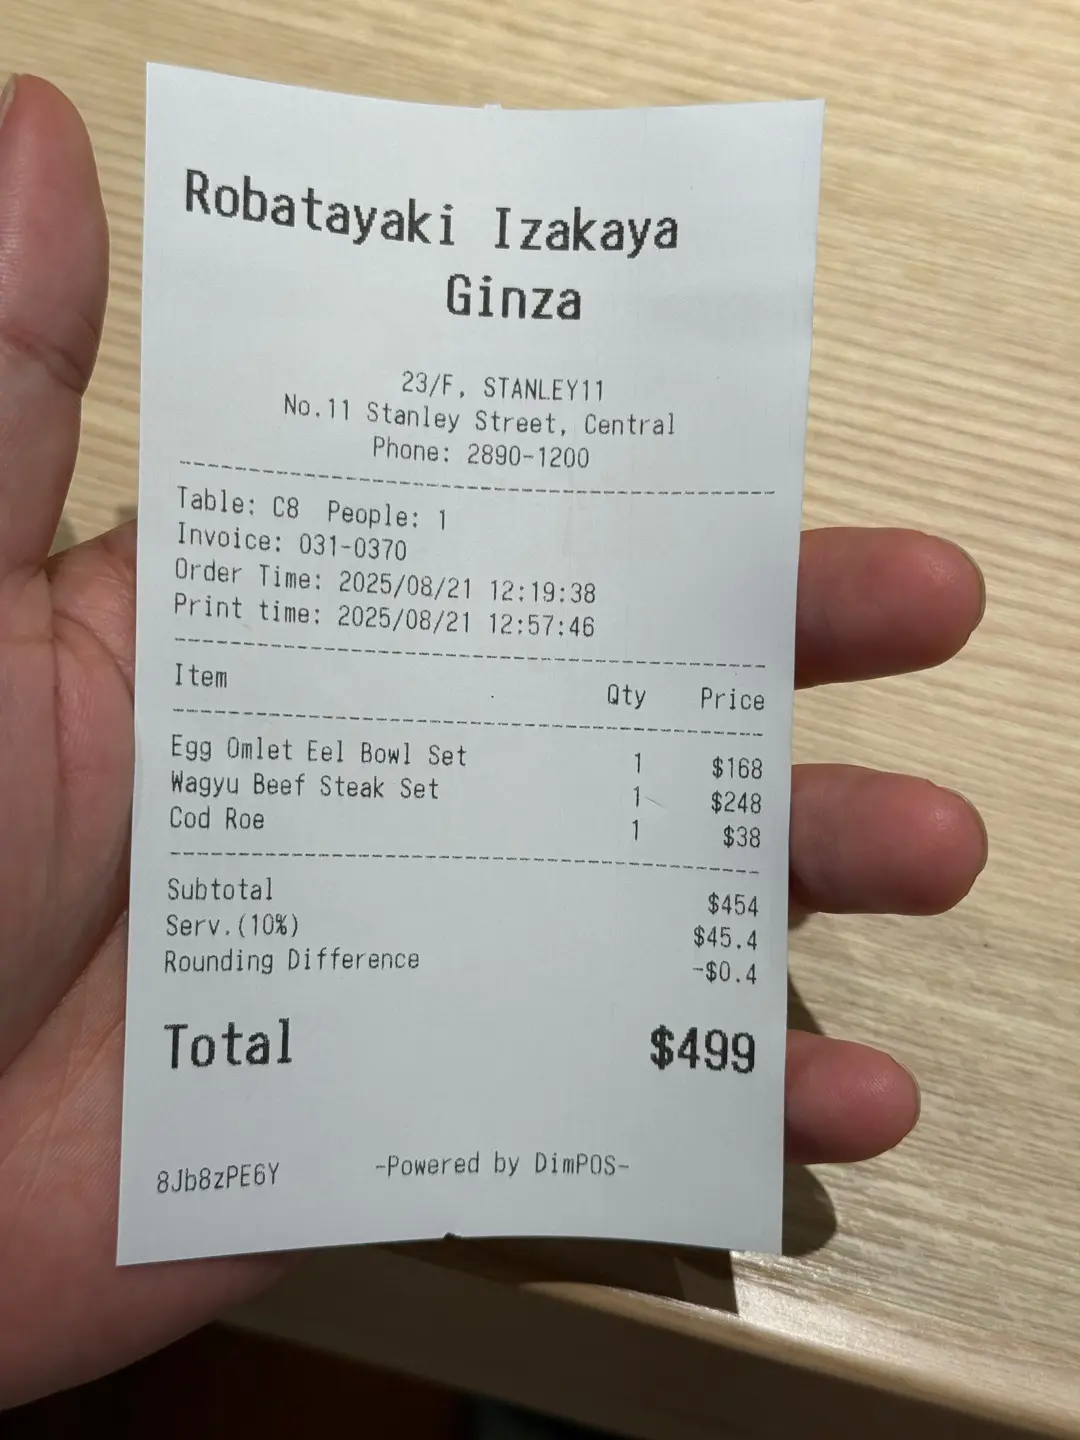 Robatayaki Izakaya
Ginza
23/F, STANLEY11
No.11 Stanley Street, Central
Phone: 2890-1200
Table: C8 People: 1
Invoice: 031-0370
Order Time: 2025/08/21 12:19:38
Print time: 2025/08/21 12:57:46
Item Qty Price
Egg Omlet Eel Bowl Set 1 $168
Wagyu Beef Steak Set 1 $248
Cod Roe 1 $38
Subtotal $454
Serv.(10%) $45.4
Rounding Difference -$0.4
Total $499
8Jb8zPE6Y -Powered by DimPOS-